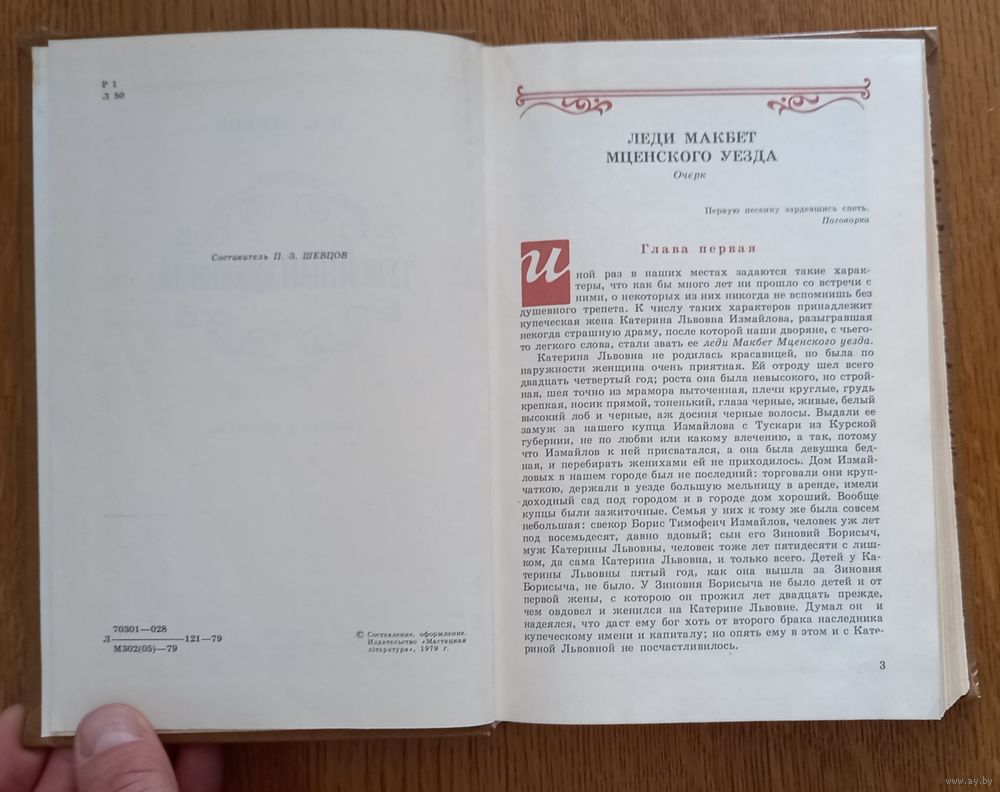 Р 1
Л 50
Составитель П. З. ШЕВЦОВ
70301—028
Л————121—79
М302(05)—79
© Составление, оформление.
Издательство «Мастацкая
літаратура», 1979 г.
ЛЕДИ МАКБЕТ
МЦЕНСКОГО УЕЗДА
Очерк
Первую песенку зардевшись спеть.
Поговорка
Глава первая
Иной раз в наших местах задаются такие харак-
теры, что как бы много лет ни прошло со встречи с
ними, о некоторых из них никогда не вспомнишь без
душевного трепета. К числу таких характеров принадлежит
купеческая жена Катерина Львовна Измайлова, разыгравшая
некогда страшную драму, после которой наши дворяне, с чьего-
то легкого слова, стали звать ее леди Макбет Мценского уезда.
Катерина Львовна не родилась красавицей, но была по
наружности женщина очень приятная. Ей отроду шел всего
двадцать четвертый год; роста она была невысокого, но строй-
ная, шея точно из мрамора выточенная, плечи круглые, грудь
крепкая, носик прямой, тоненький, глаза черные, живые, белый
высокий лоб и черные, аж досиня черные волосы. Выдали ее
замуж за нашего купца Измайлова с Тускари из Курской
губернии, не по любви или какому влечению, а так, потому
что Измайлов к ней присватался, а она была девушка бед-
ная, и перебирать женихами ей не приходилось. Дом Измай-
ловых в нашем городе был не последний: торговали они круп-
чаткою, держали в уезде большую мельницу в аренде, имели
доходный сад под городом и в городе дом хороший. Вообще
купцы были зажиточные. Семья у них к тому же была совсем
небольшая: свекор Борис Тимофеич Измайлов, человек уж лет
под восемьдесят, давно вдовый; сын его Зиновий Борисыч,
муж Катерины Львовны, человек тоже лет пятидесяти с лиш-
ком, да сама Катерина Львовна, и только всего. Детей у Ка-
терины Львовны пятый год, как она вышла за Зиновия
Борисыча, не было. У Зиновия Борисыча не было детей и от
первой жены, с которою он прожил лет двадцать прежде,
чем овдовел и женился на Катерине Львовне. Думал он и
надеялся, что даст ему бог хоть от второго брака наследника
купеческому имени и капиталу; но опять ему в этом и с Кате-
риной Львовной не посчастливилось.
3
www.ay.by